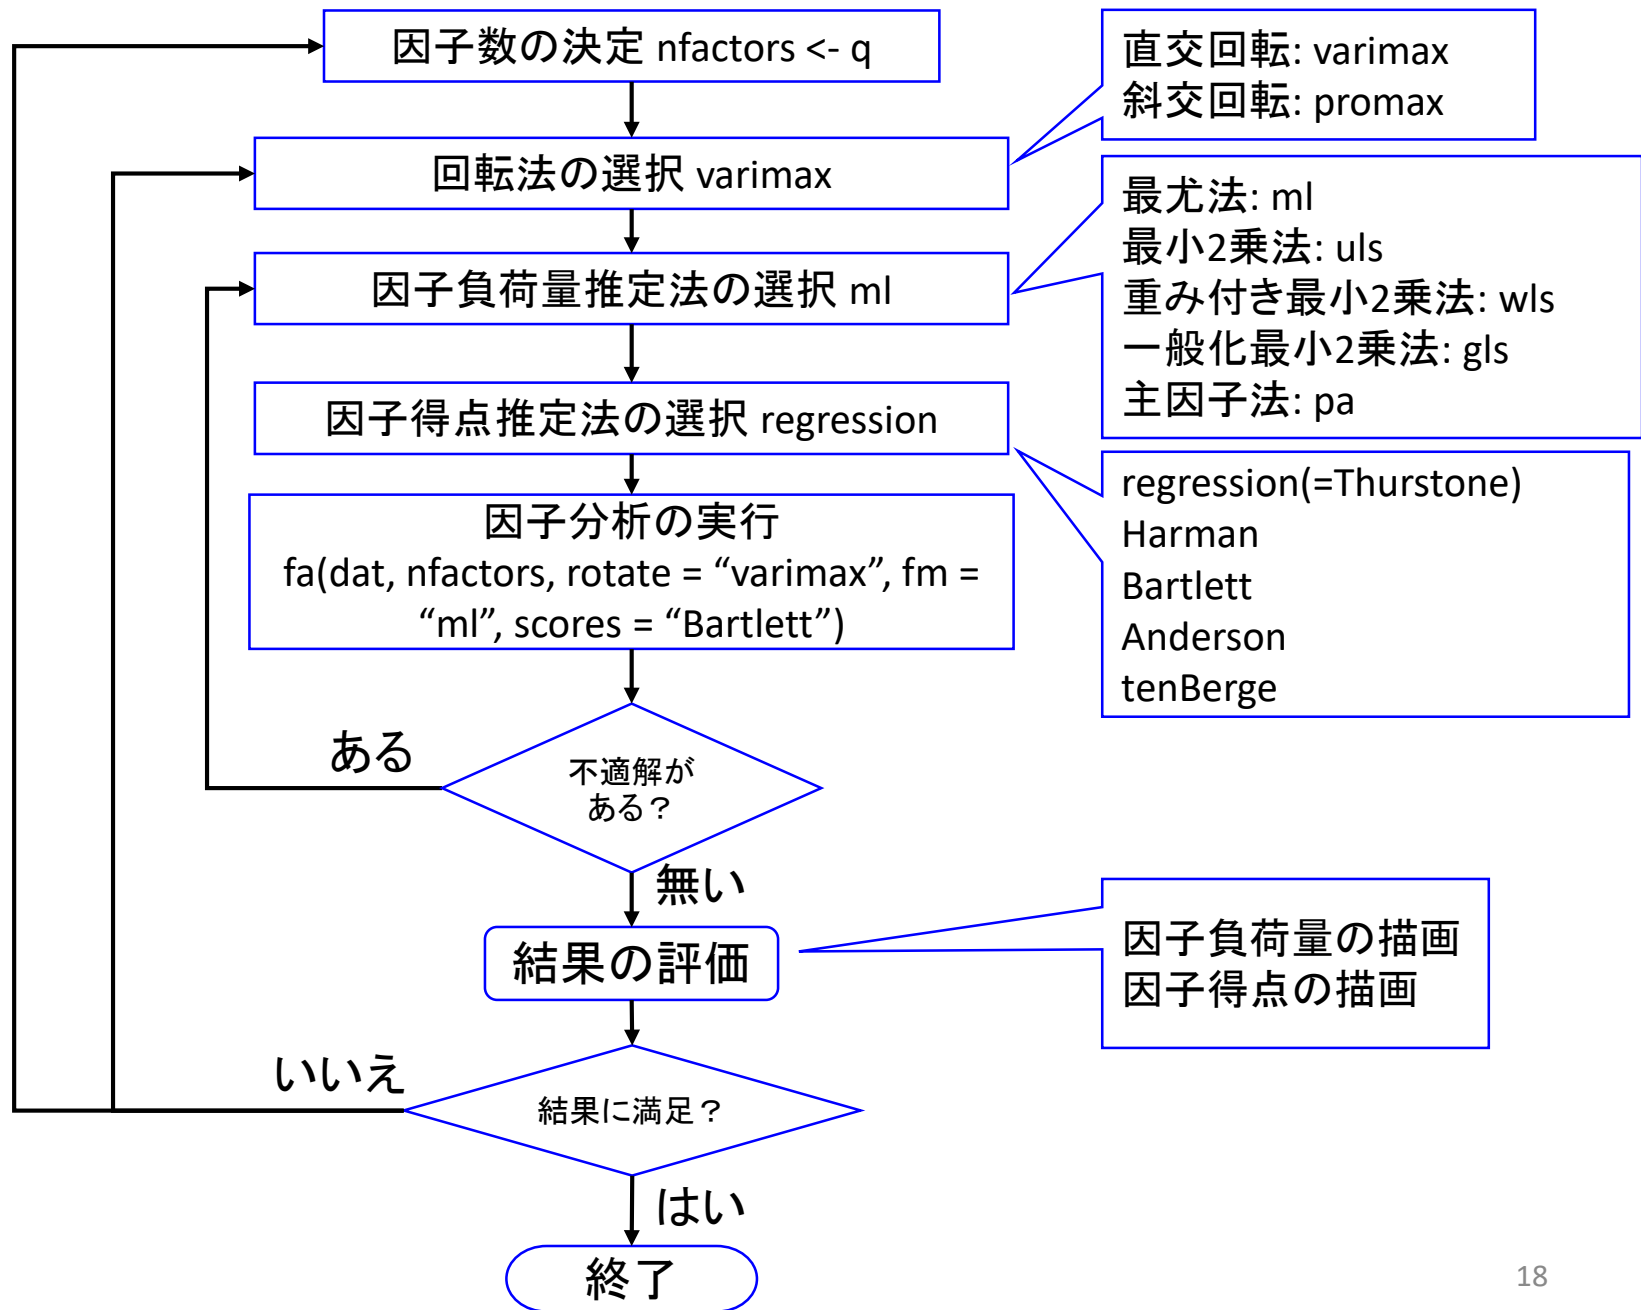 因子数の決定 nfactors <- q
直交回転: varimax
斜交回転: promax
回転法の選択 varimax
最尤法: ml
最小2乗法: uls
重み付き最小2乗法: wls
一般化最小2乗法: gls
主因子法: pa
因子負荷量推定法の選択 ml
因子得点推定法の選択 regression
regression(=Thurstone)
Harman
Bartlett
Anderson
tenBerge
因子分析の実行
fa(dat, nfactors, rotate = “varimax”, fm =
“ml”, scores = “Bartlett”)
ある
不適解が
ある？
無い
結果の評価
因子負荷量の描画
因子得点の描画
いいえ
結果に満足？
はい
終了
18